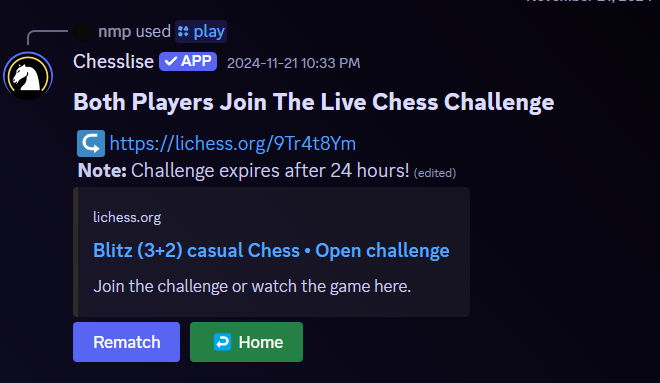 nmp used play
Chesslise APP 2024-11-21 10:33 PM
Both Players Join The Live Chess Challenge
https://lichess.org/9Tr4t8Ym
Note: Challenge expires after 24 hours! (edited)
lichess.org
Blitz (3+2) casual Chess • Open challenge
Join the challenge or watch the game here.
Rematch Home